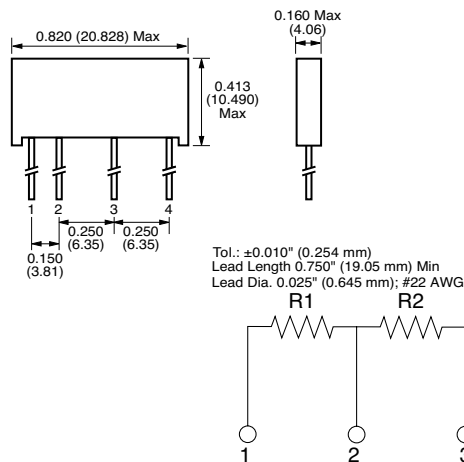 0.820 (20.828) Max
0.160 Max
(4.06)
0.413
(10.490)
Max
1 2 3 4
0.250
(6.35)
0.250
(6.35)
0.150
(3.81)
Tol.: ±0.010" (0.254 mm)
Lead Length 0.750" (19.05 mm) Min
Lead Dia. 0.025" (0.645 mm); #22 AWG
R1 R2
1 2 3